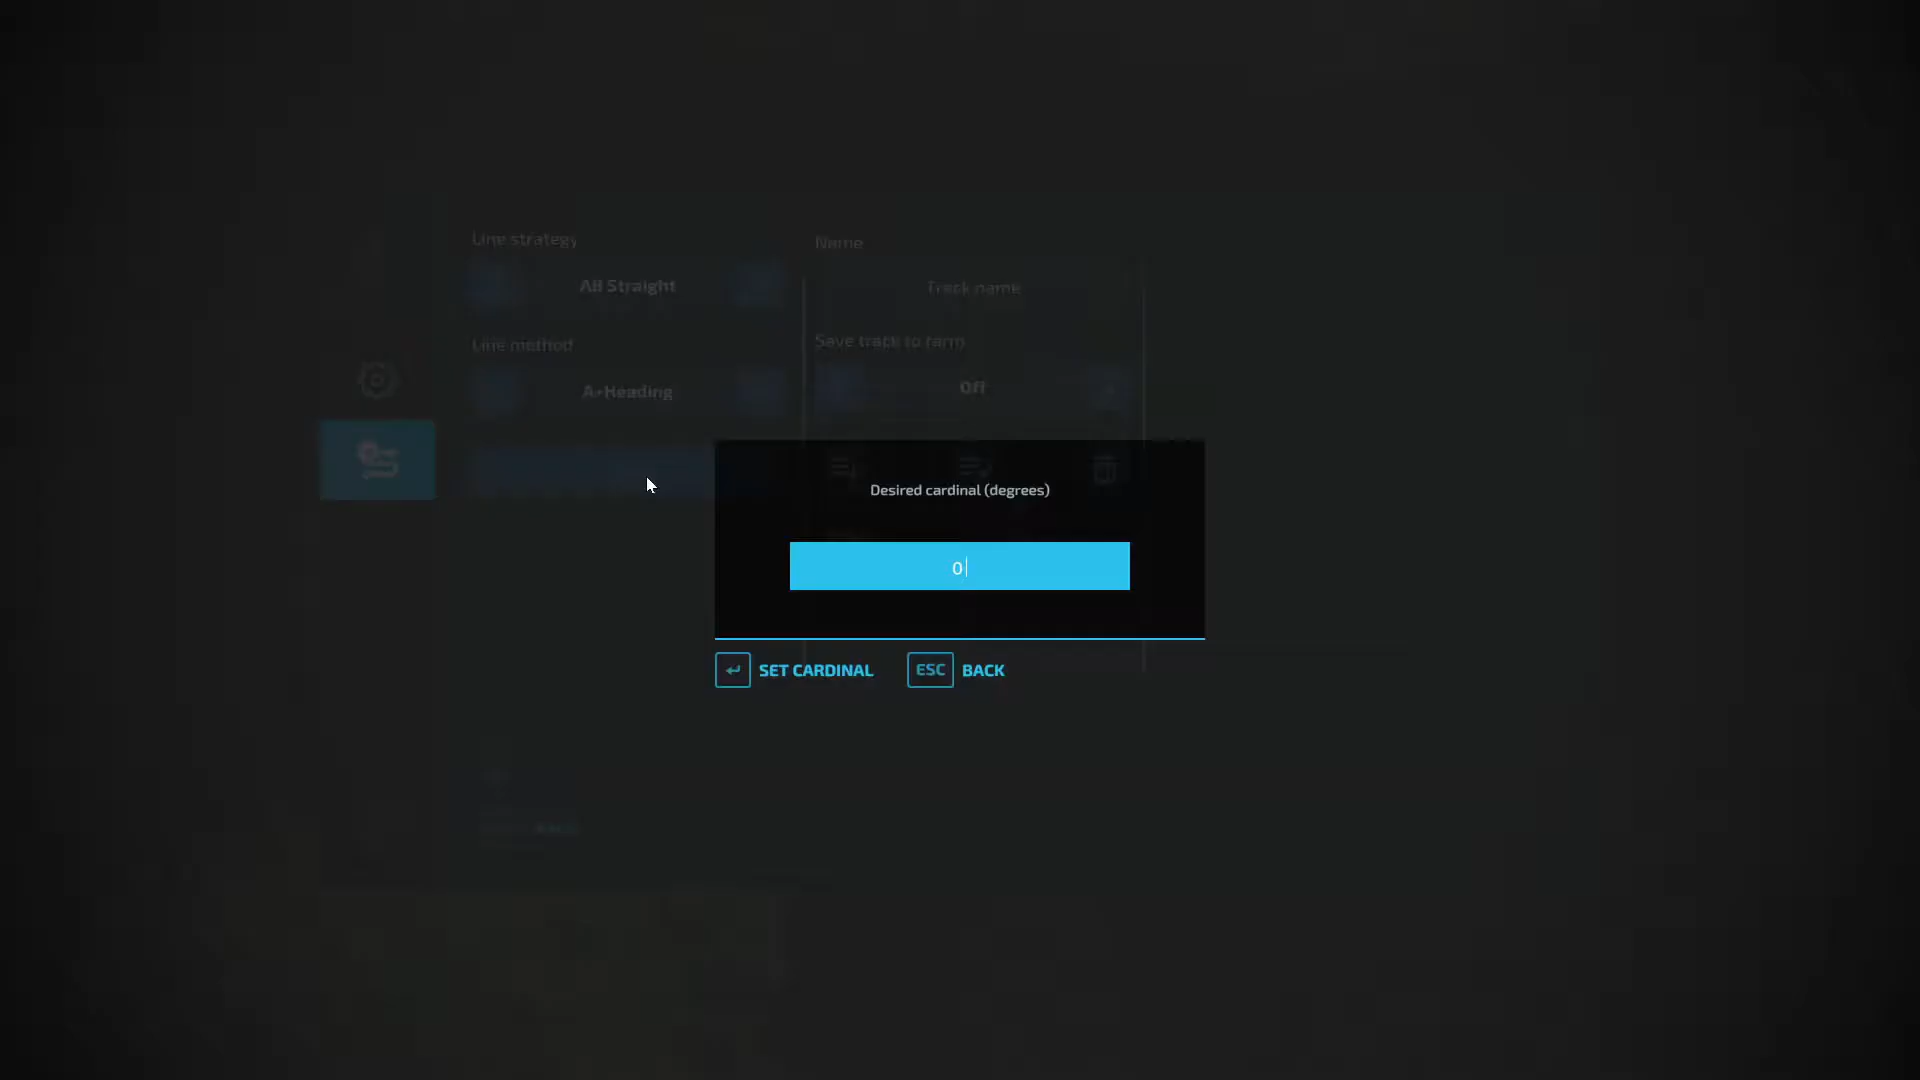 Line strategy
AB Straight
Line method
A+Heading
Name
Track name
Save track to farm
Off
Desired cardinal (degrees)
0
SET CARDINAL
ESC BACK